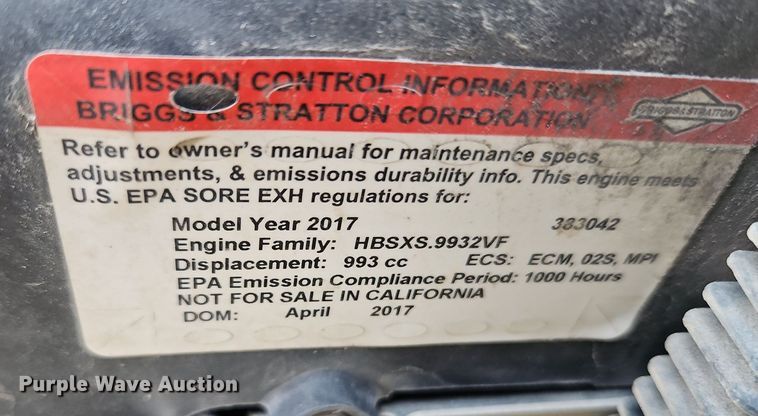 EMISSION CONTROL INFORMATION
BRIGGS & STRATTON CORPORATION
BRIGGS&STRATTON
Refer to owner's manual for maintenance specs,
adjustments, & emissions durability info. This engine meets
U.S. EPA SORE EXH regulations for:
Model Year 2017 383042
Engine Family: HBSXS.9932VF
Displacement: 993 cc ECS: ECM, 02S, MPI
EPA Emission Compliance Period: 1000 Hours
NOT FOR SALE IN CALIFORNIA
DOM: April 2017
Purple Wave Auction